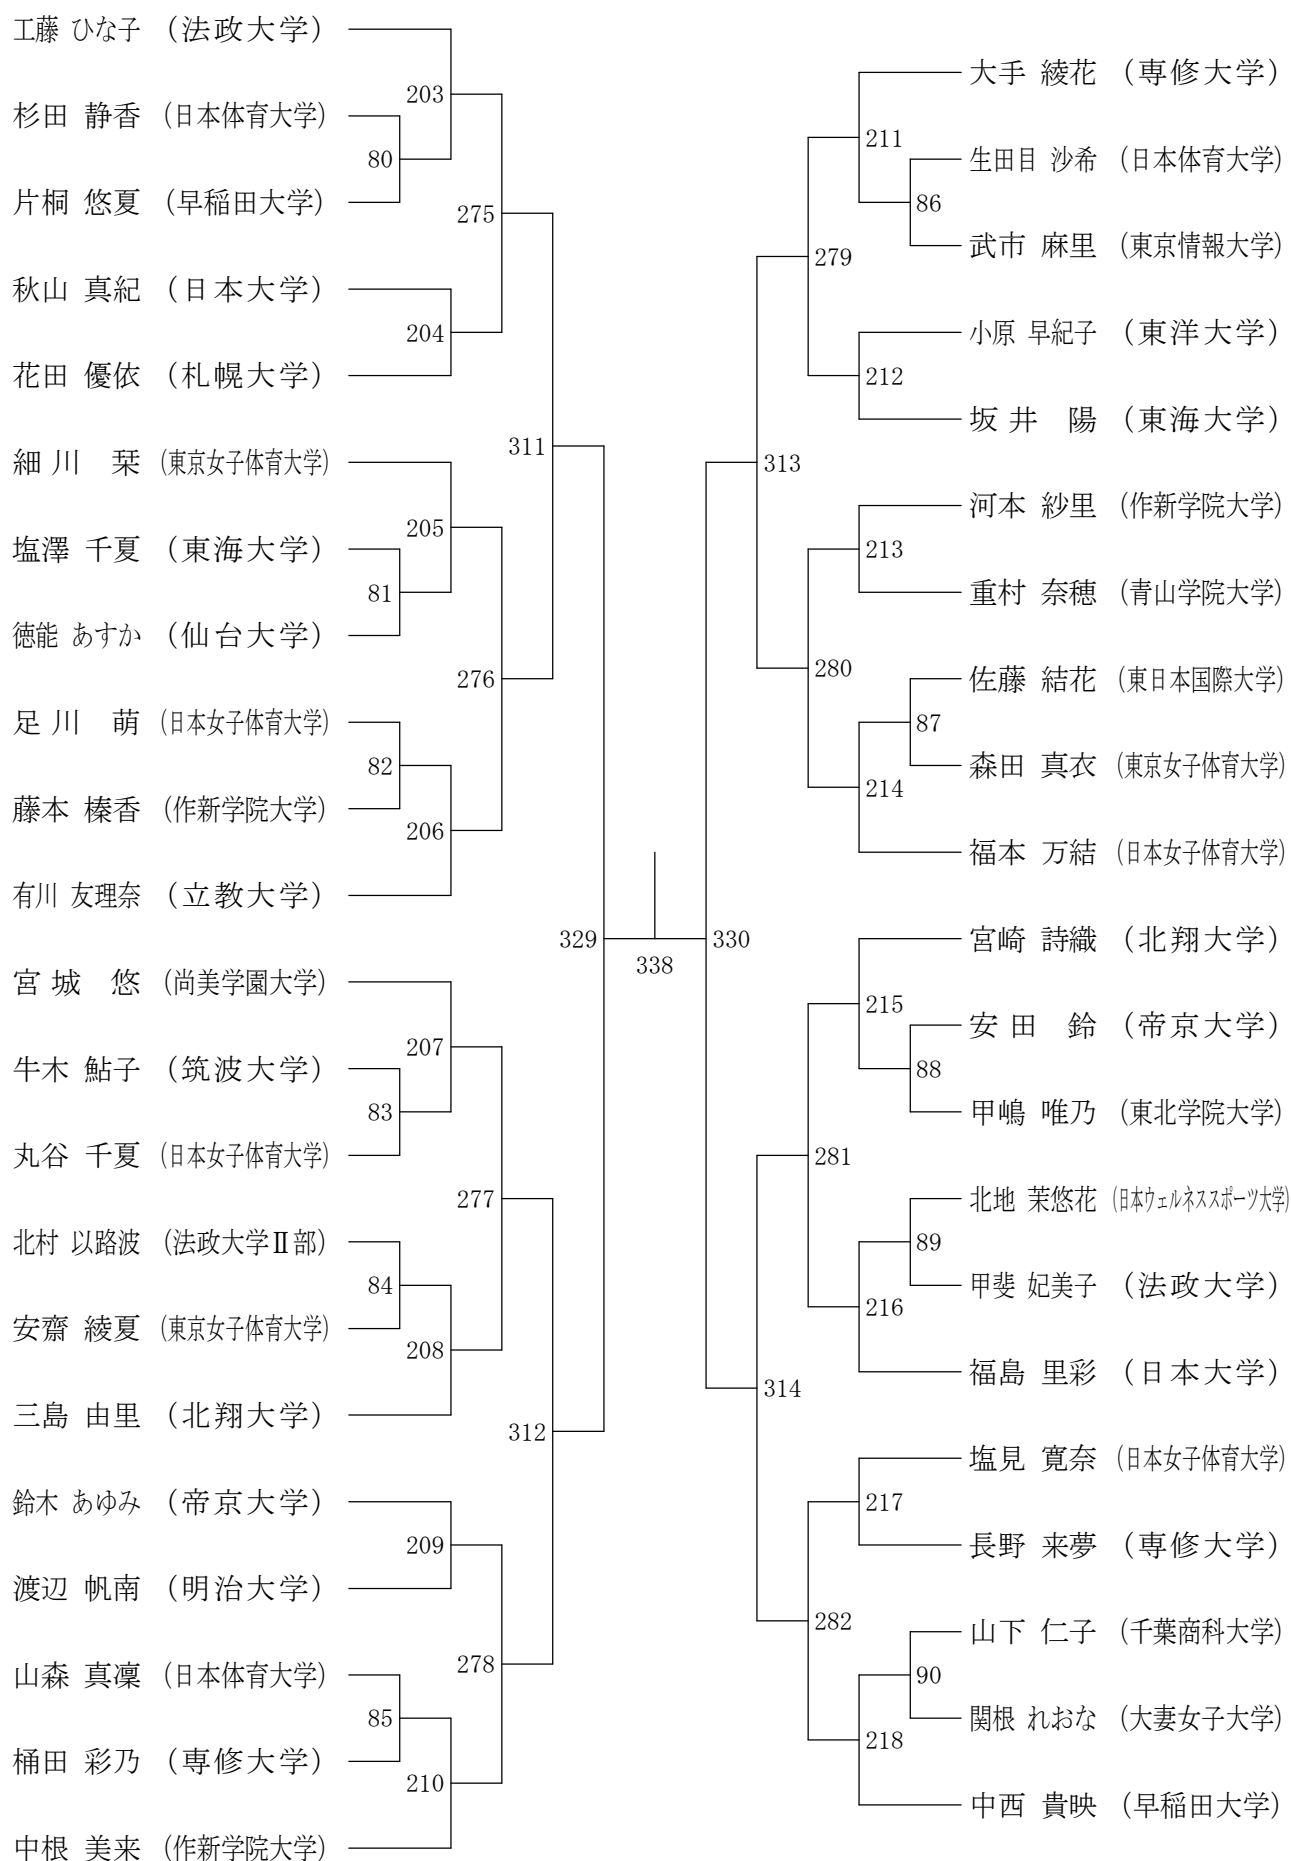 工藤 ひな子 （法政大学）
203
杉田 静香 （日本体育大学）
80
片桐 悠夏 （早稲田大学）
275
秋山 真紀 （日本大学）
204
花田 優依 （札幌大学）
311
細川 栞 （東京女子体育大学）
205
塩澤 千夏 （東海大学）
81
徳能 あすか （仙台大学）
276
足川 萌 （日本女子体育大学）
82
藤本 榛香 （作新学院大学）
206
有川 友理奈 （立教大学）
329
宮城 悠 （尚美学園大学）
207
牛木 鮎子 （筑波大学）
83
丸谷 千夏 （日本女子体育大学）
277
北村 以路波 （法政大学Ⅱ部）
84
安齋 綾夏 （東京女子体育大学）
208
三島 由里 （北翔大学）
312
鈴木 あゆみ （帝京大学）
209
渡辺 帆南 （明治大学）
278
山森 真凜 （日本体育大学）
85
桶田 彩乃 （専修大学）
210
中根 美来 （作新学院大学）
338
大手 綾花 （専修大学）
211
生田目 沙希 （日本体育大学）
86
武市 麻里 （東京情報大学）
279
小原 早紀子 （東洋大学）
212
坂井 陽 （東海大学）
313
河本 紗里 （作新学院大学）
213
重村 奈穂 （青山学院大学）
280
佐藤 結花 （東日本国際大学）
87
森田 真衣 （東京女子体育大学）
214
福本 万結 （日本女子体育大学）
330
宮崎 詩織 （北翔大学）
215
安田 鈴 （帝京大学）
88
甲嶋 唯乃 （東北学院大学）
281
北地 茉悠花 （日本ウェルネススポーツ大学）
89
甲斐 妃美子 （法政大学）
216
福島 里彩 （日本大学）
314
塩見 寛奈 （日本女子体育大学）
217
長野 来夢 （専修大学）
282
山下 仁子 （千葉商科大学）
90
関根 れおな （大妻女子大学）
218
中西 貴映 （早稲田大学）